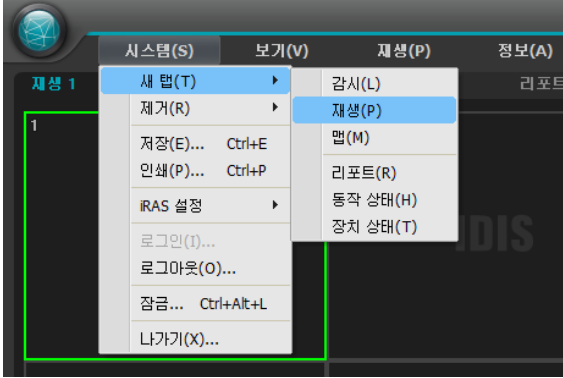 시스템(S) 보기(V) 재생(P) 정보(A)
재생 1 리포트
1
새 탭(T)
제거(R)
저장(E)... Ctrl+E
인쇄(P)... Ctrl+P
iRAS 설정
로그인(I)...
로그아웃(O)...
잠금... Ctrl+Alt+L
나가기(X)...
감시(L)
재생(P)
맵(M)
리포트(R)
동작 상태(H)
장치 상태(T)
IDIS